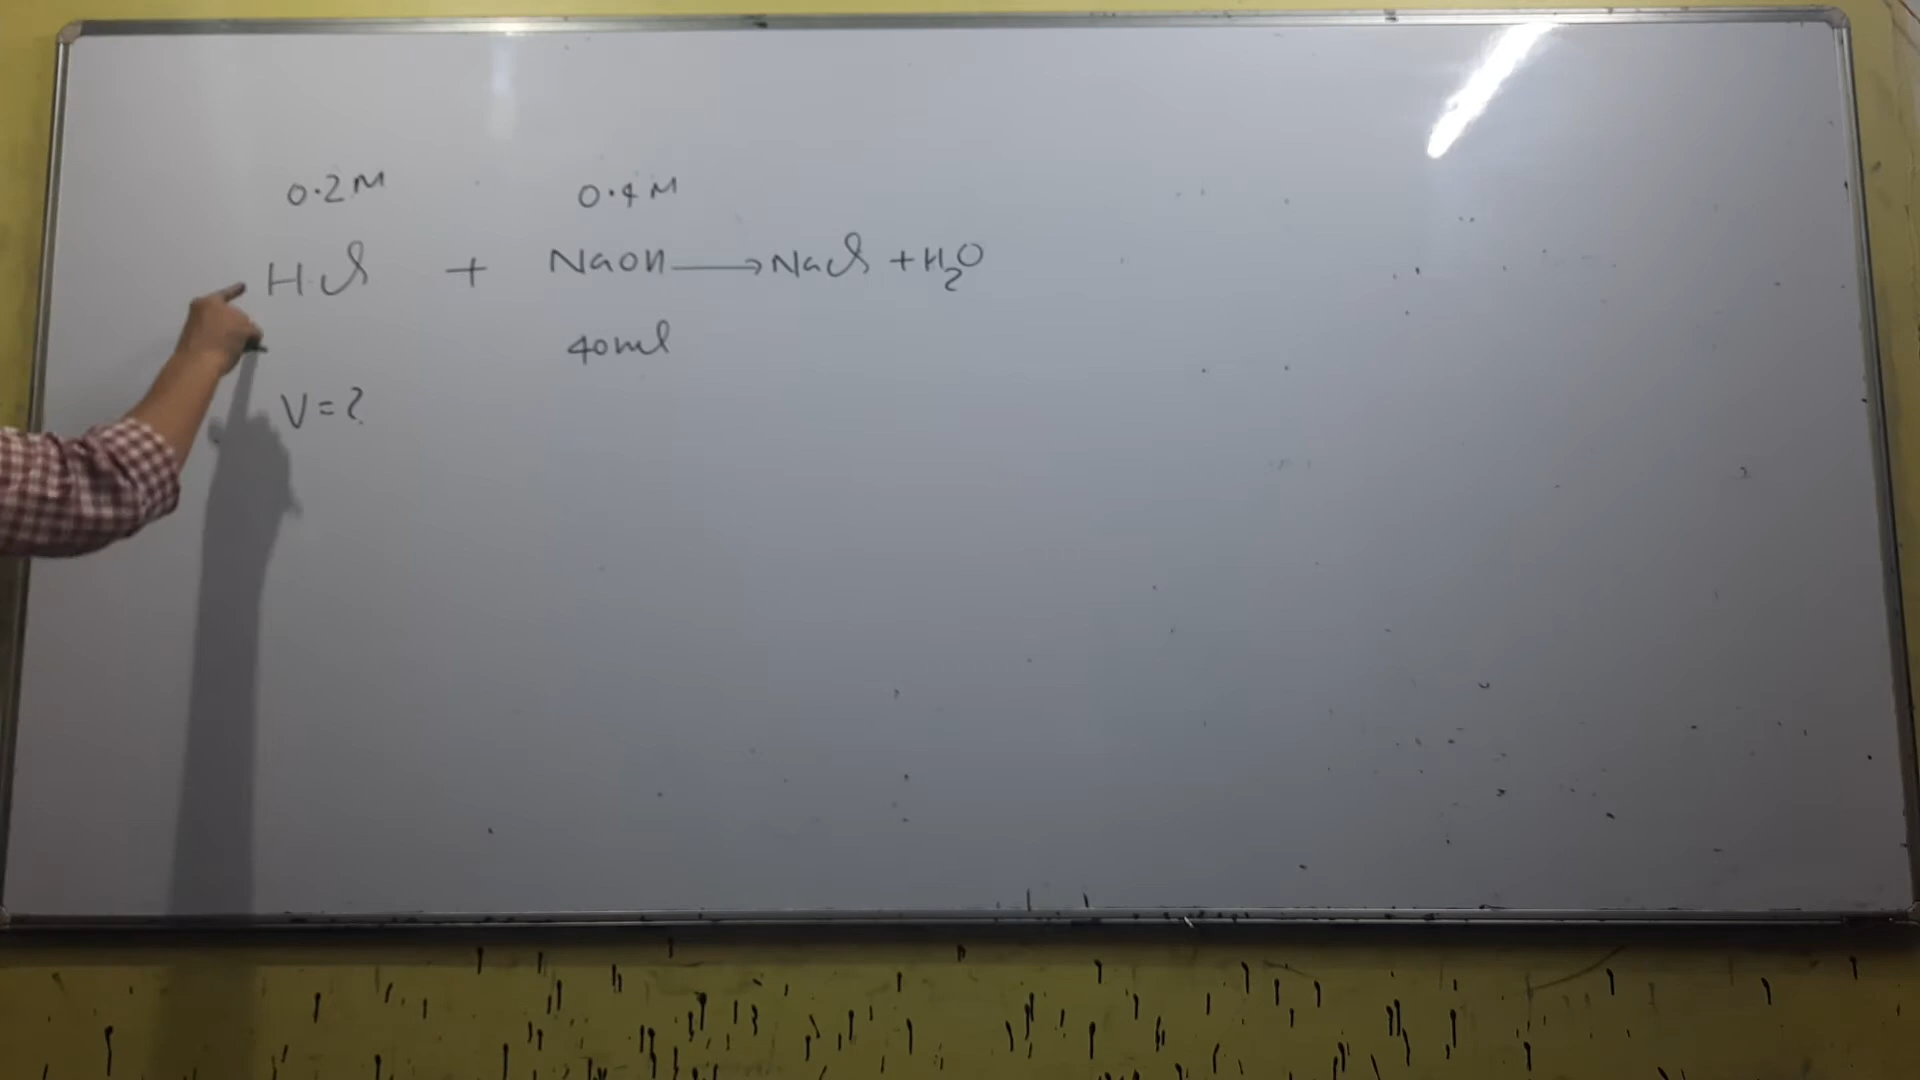 0.2M 0.4M
HCl + NaOH → NaCl + H₂O
40ml
V = ?